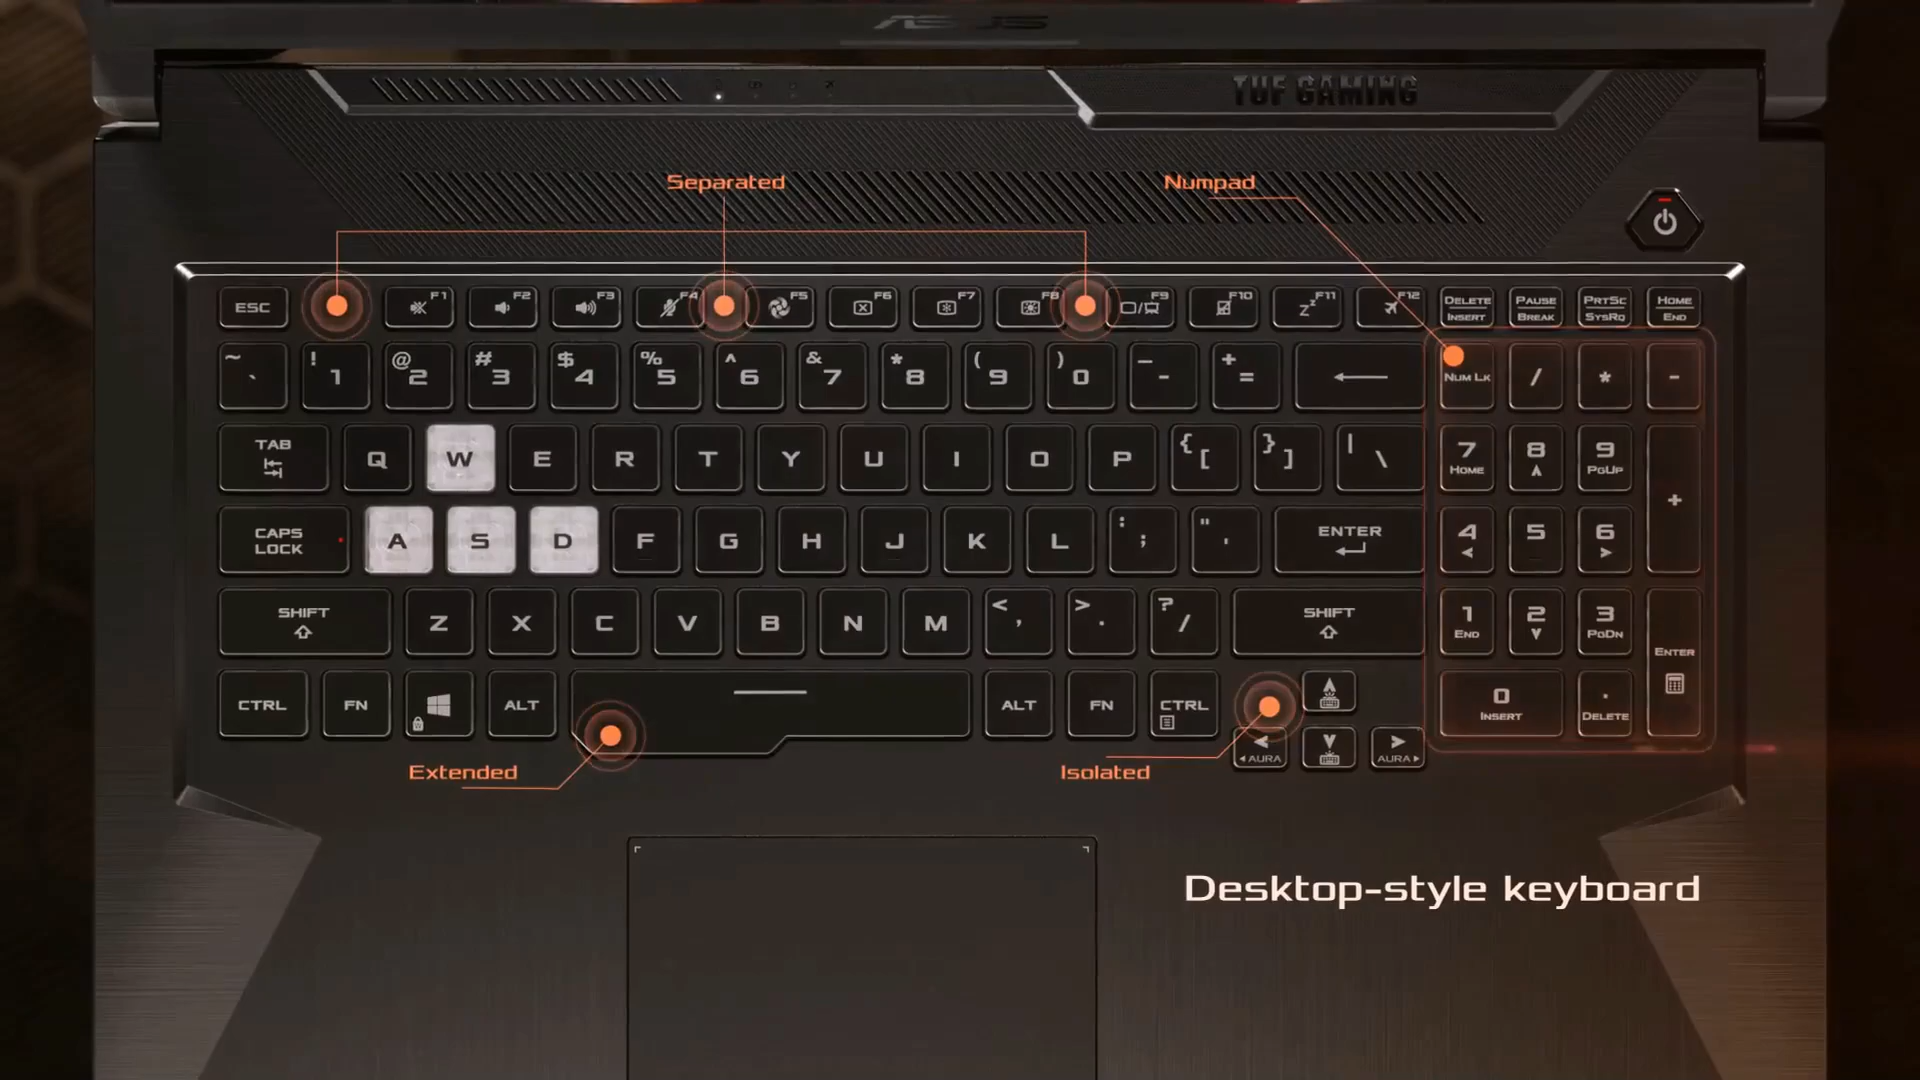 ASUS
TUF GAMING
Separated
Numpad
ESC F1 F2 F3 F4 F5 F6 F7 F8 F9 F10 Zz F11 F12 DELETE INSERT PAUSE BREAK PRTSC SYSRQ HOME END
~ ` ! 1 @ 2 # 3 $ 4 % 5 ^ 6 & 7 * 8 ( 9 ) 0 _ - + = NUM LK / * -
TAB Q W E R T Y U I O P { [ } ] | \ 7 HOME 8 9 PGUP +
CAPS LOCK A S D F G H J K L : ; " ' ENTER 4 5 6
SHIFT Z X C V B N M < , > . ? / SHIFT 1 END 2 3 PGDN ENTER
CTRL FN ALT ALT FN CTRL 0 INSERT . DELETE
AURA AURA
Extended
Isolated
Desktop-style keyboard